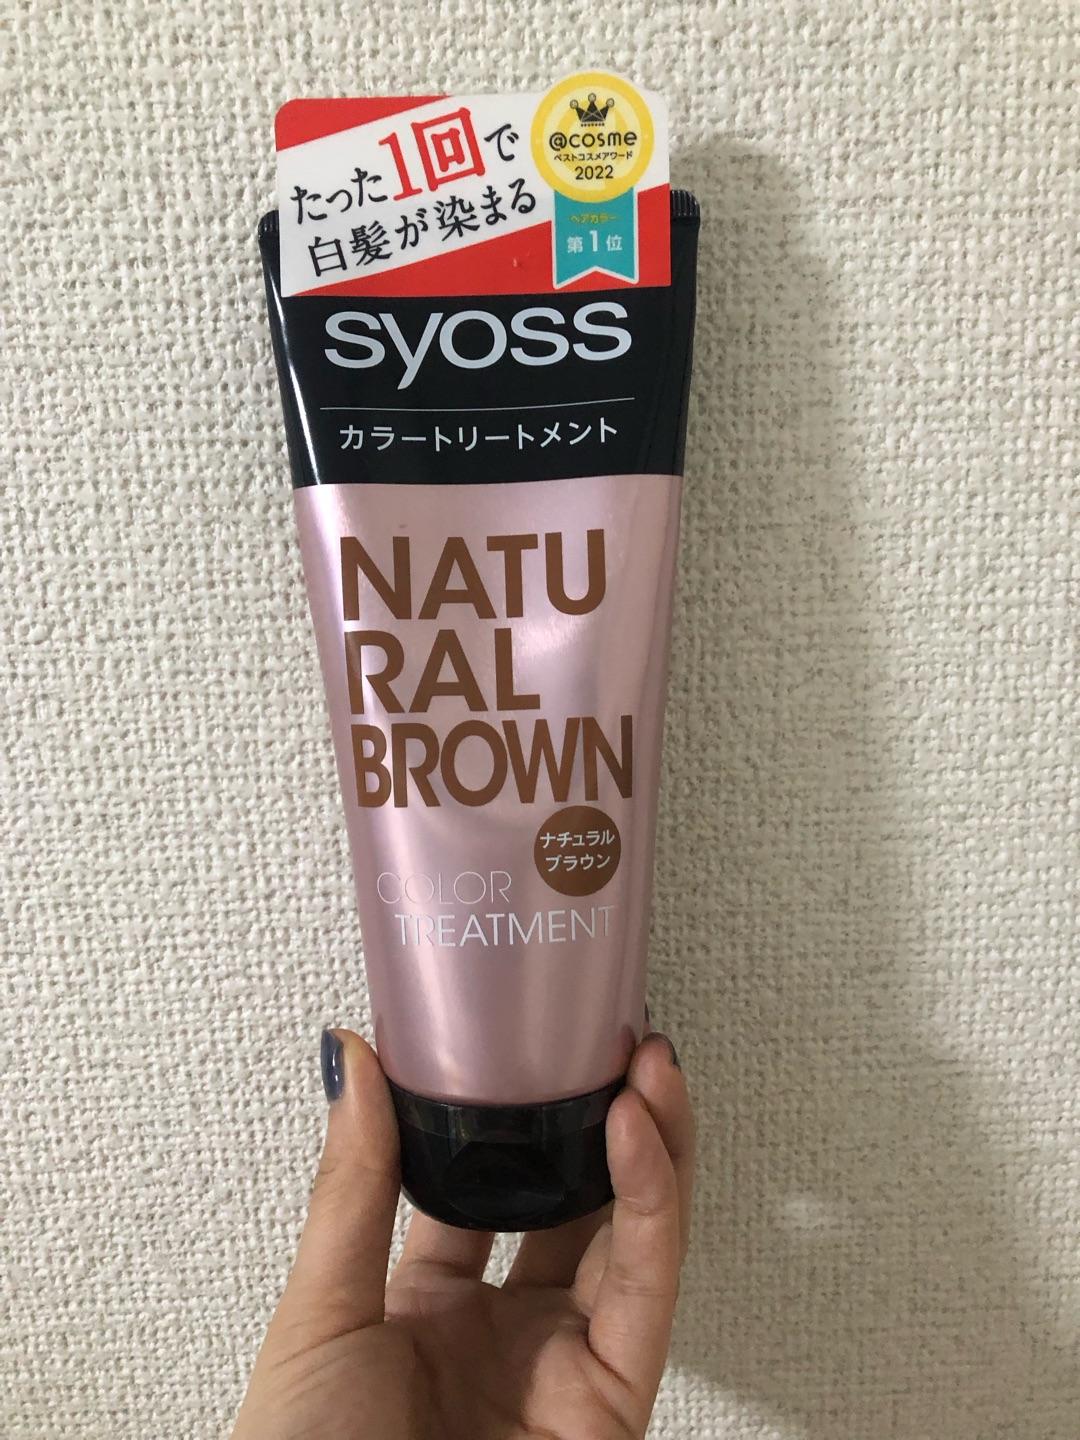 たった1回で
白髪が染まる
@cosme
ベストコスメアワード
2022
ヘアカラー
第1位
syoss
カラートリートメント
NATU
RAL
BROWN
ナチュラル
ブラウン
COLOR
TREATMENT